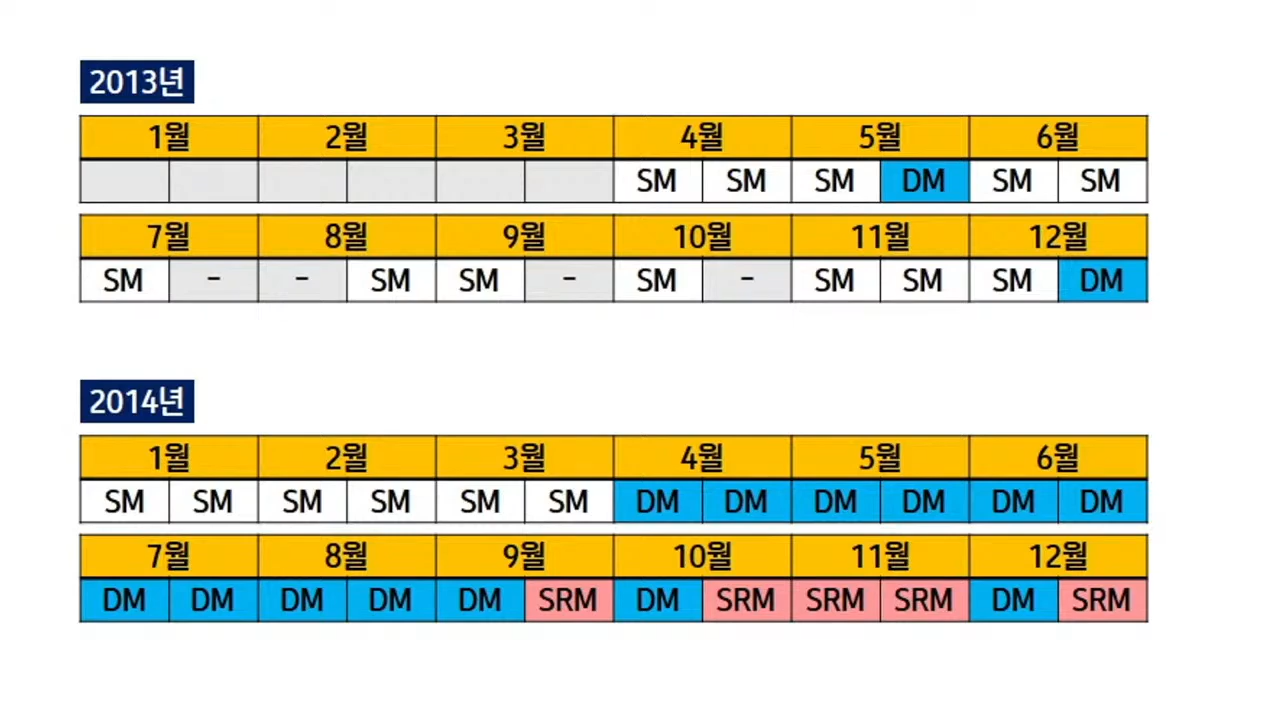 2013년
1월 2월 3월 4월 5월 6월
SM SM SM DM SM SM
7월 8월 9월 10월 11월 12월
SM - - SM SM - SM - SM SM SM DM
2014년
1월 2월 3월 4월 5월 6월
SM SM SM SM SM SM DM DM DM DM DM DM
7월 8월 9월 10월 11월 12월
DM DM DM DM DM SRM DM SRM SRM SRM DM SRM